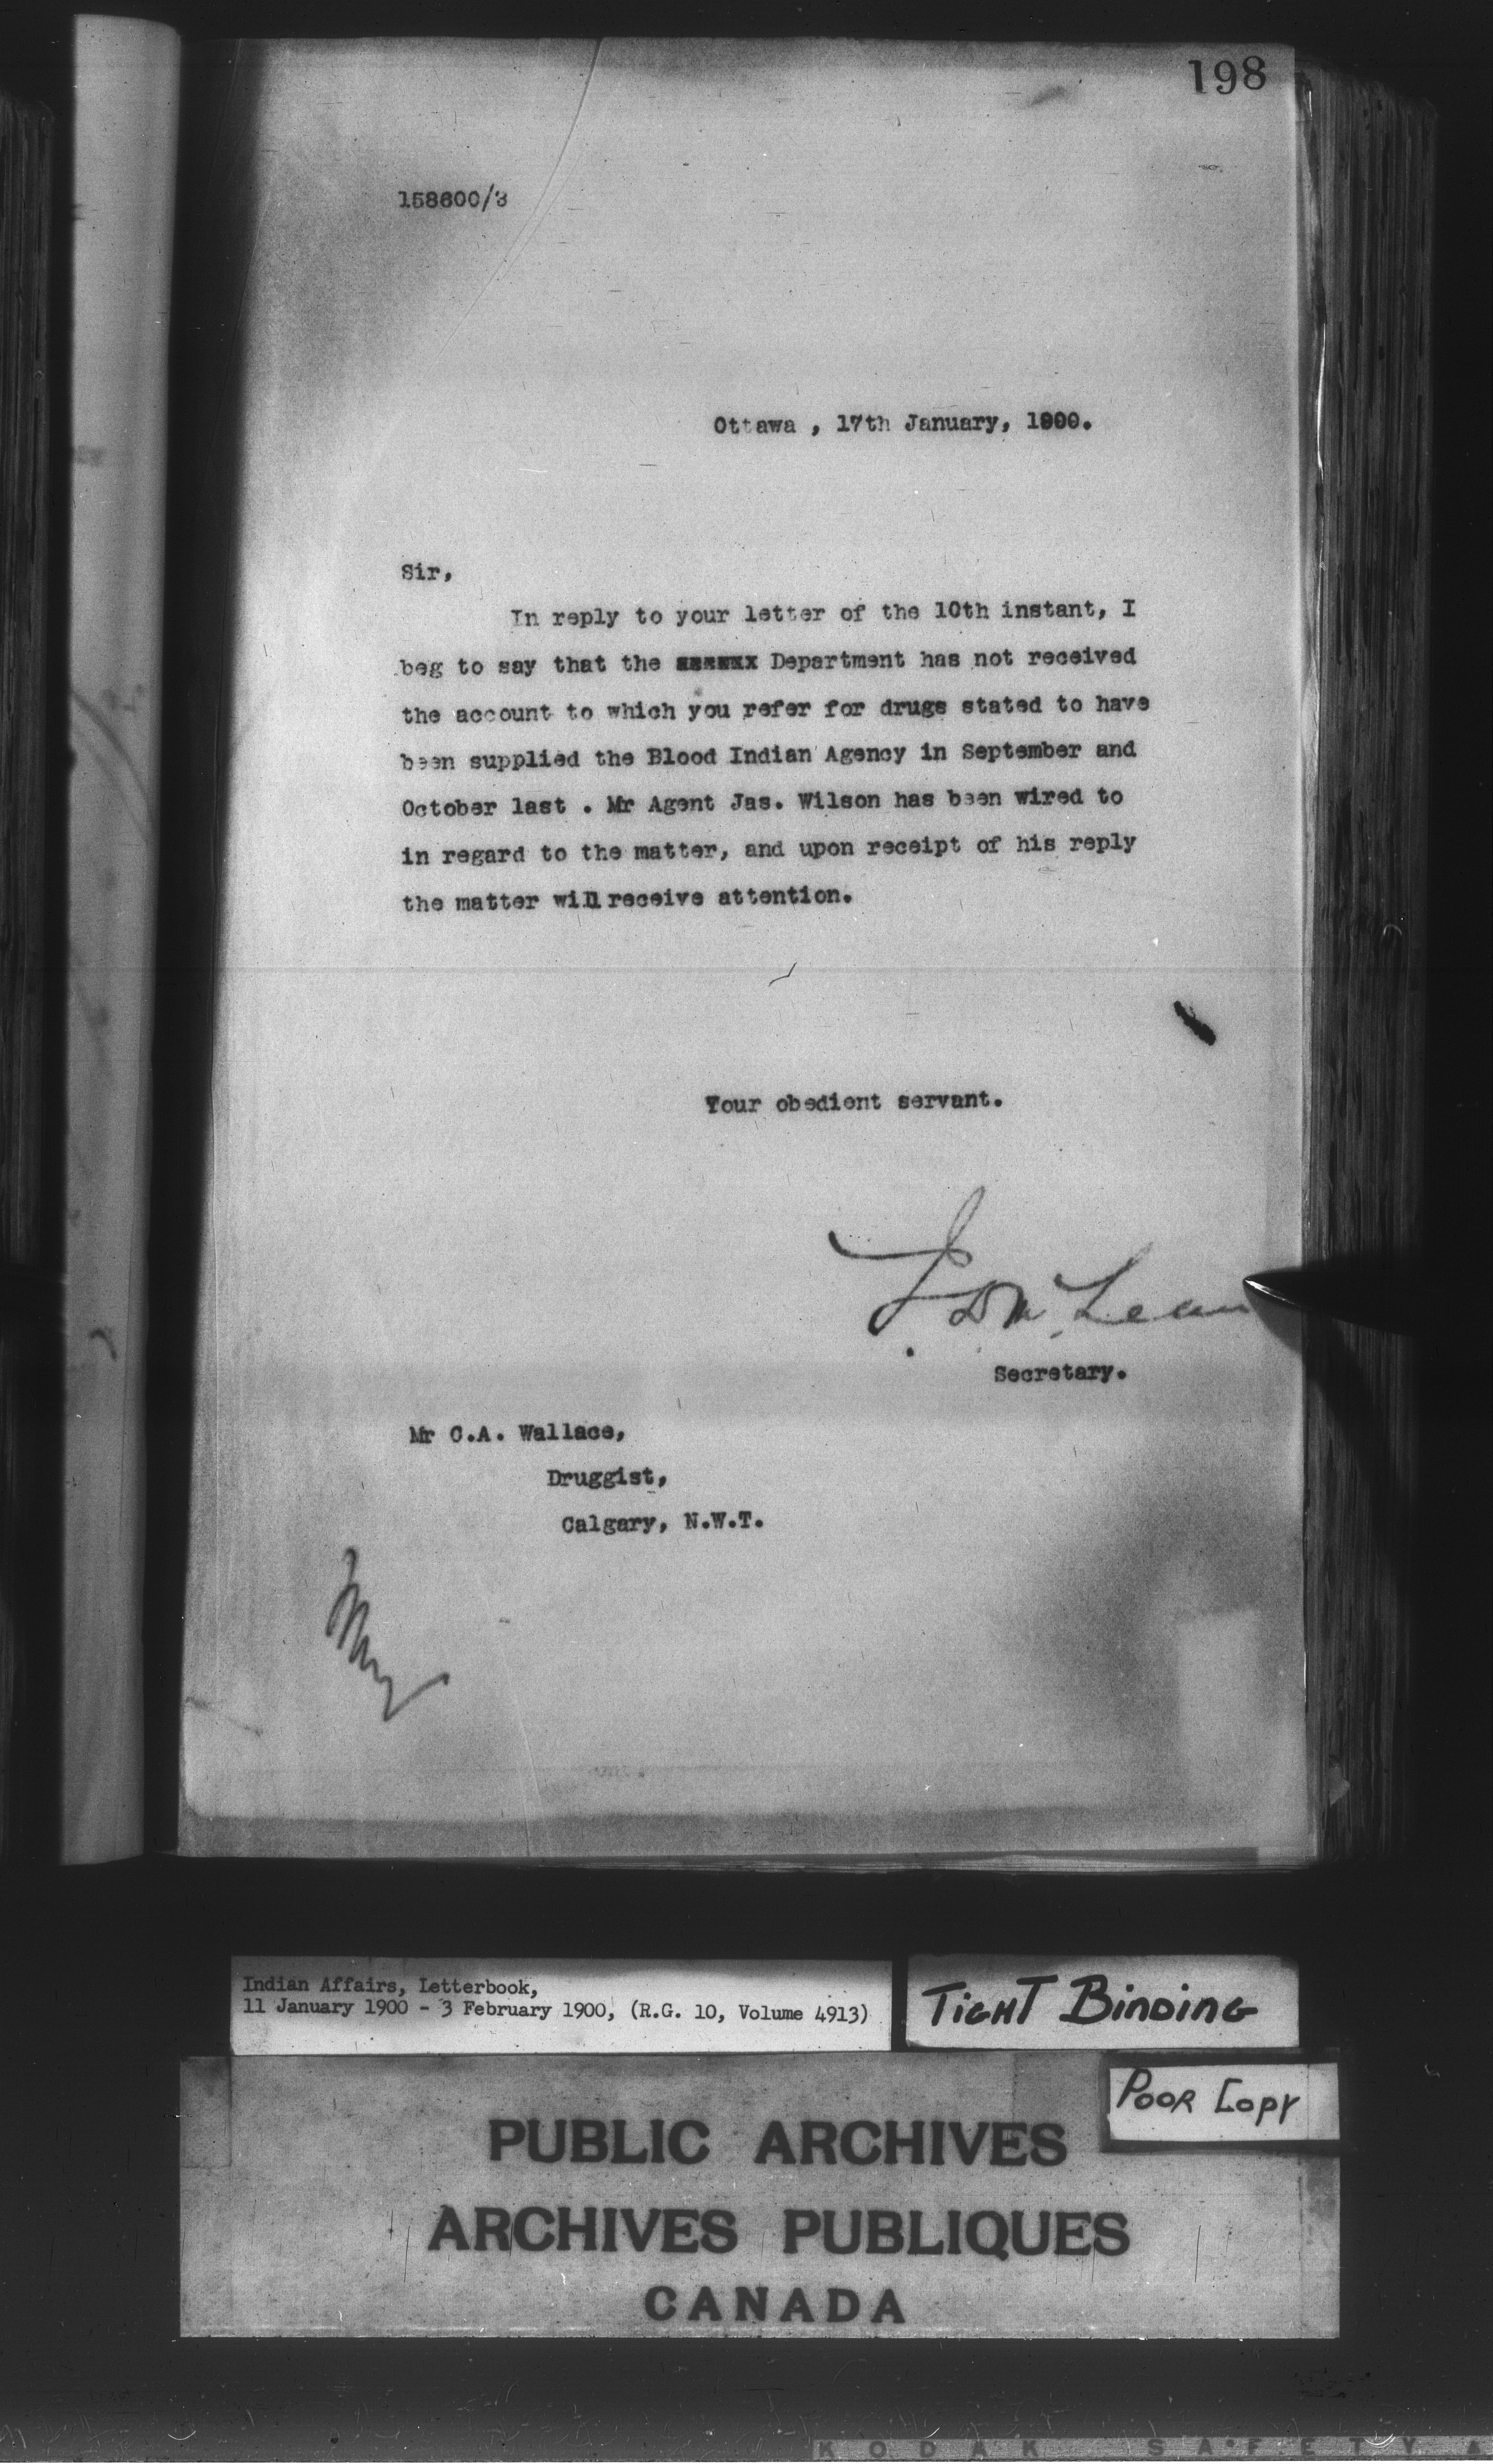 198
158600/3
Ottawa , 17th January, 1900.
Sir,
In reply to your letter of the 10th instant, I
beg to say that the Department has not received
the account to which you refer for drugs stated to have
been supplied the Blood Indian Agency in September and
October last . Mr Agent Jas. Wilson has been wired to
in regard to the matter, and upon receipt of his reply
the matter will receive attention.
Your obedient servant.
J D McLean
Secretary.
Mr C.A. Wallace,
Druggist,
Calgary, N.W.T.
Indian Affairs, Letterbook,
11 January 1900 - 3 February 1900, (R.G. 10, Volume 4913)
TIGHT BINDING
POOR COPY
PUBLIC ARCHIVES
ARCHIVES PUBLIQUES
CANADA
KODAK SAFETY